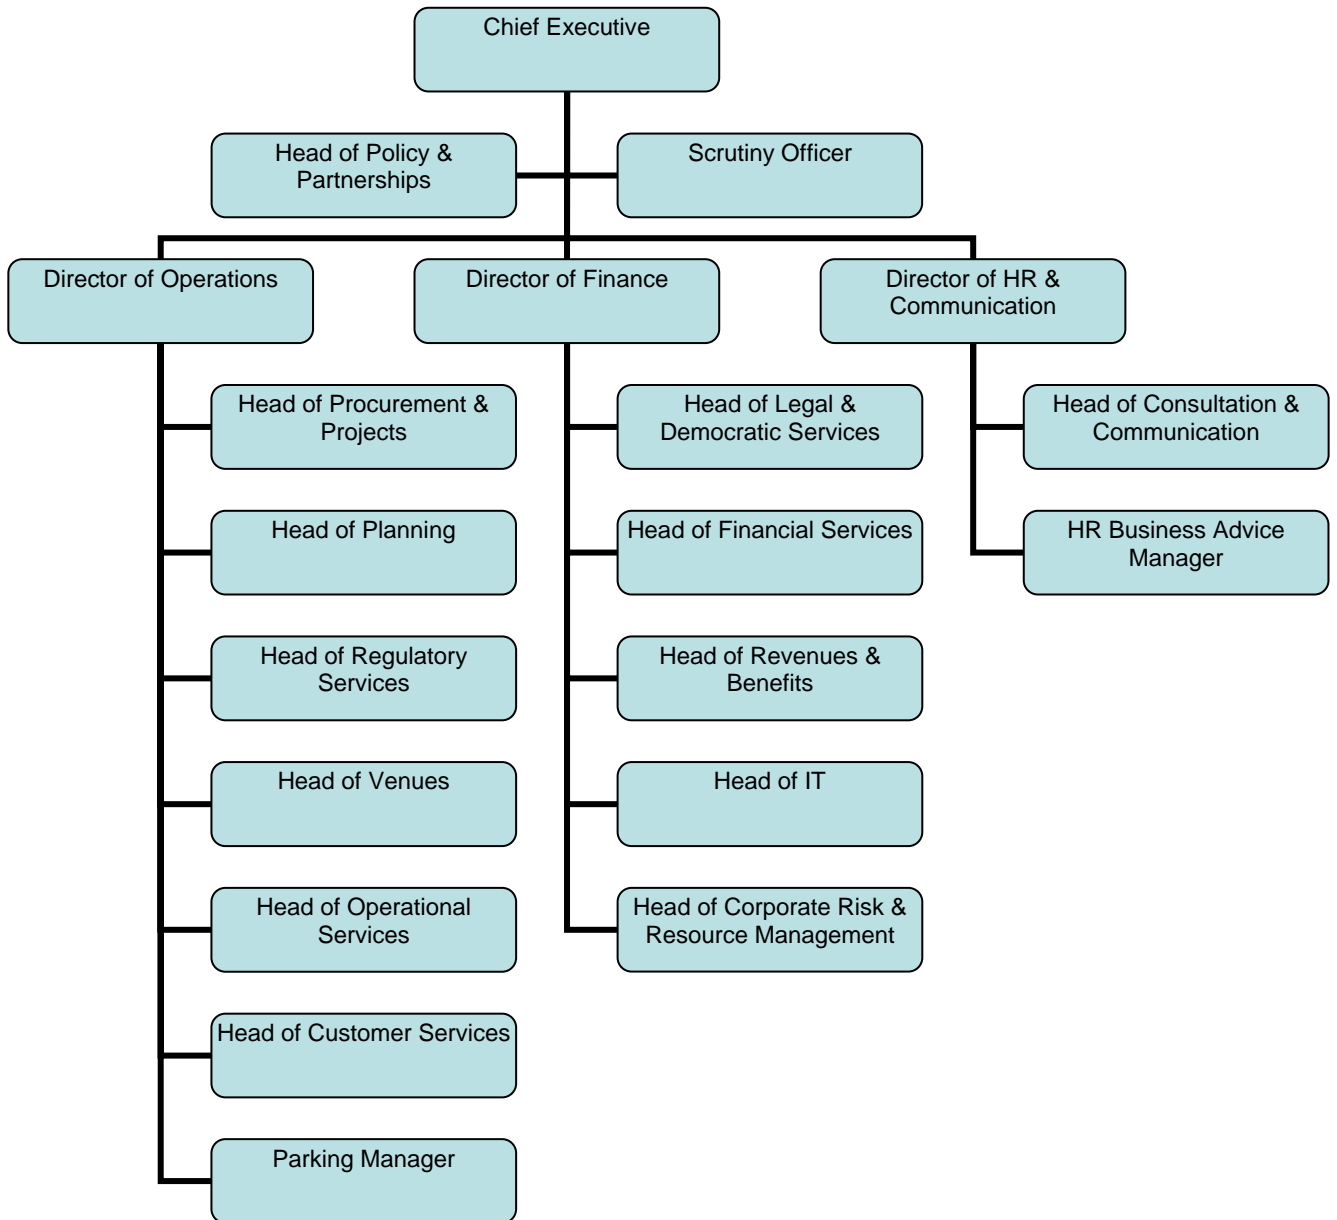 Chief Executive
Head of Policy &
Partnerships
Scrutiny Officer
Director of Operations
Director of Finance
Director of HR &
Communication
Head of Procurement &
Projects
Head of Planning
Head of Regulatory
Services
Head of Venues
Head of Operational
Services
Head of Customer Services
Parking Manager
Head of Legal &
Democratic Services
Head of Financial Services
Head of Revenues &
Benefits
Head of IT
Head of Corporate Risk &
Resource Management
Head of Consultation &
Communication
HR Business Advice
Manager